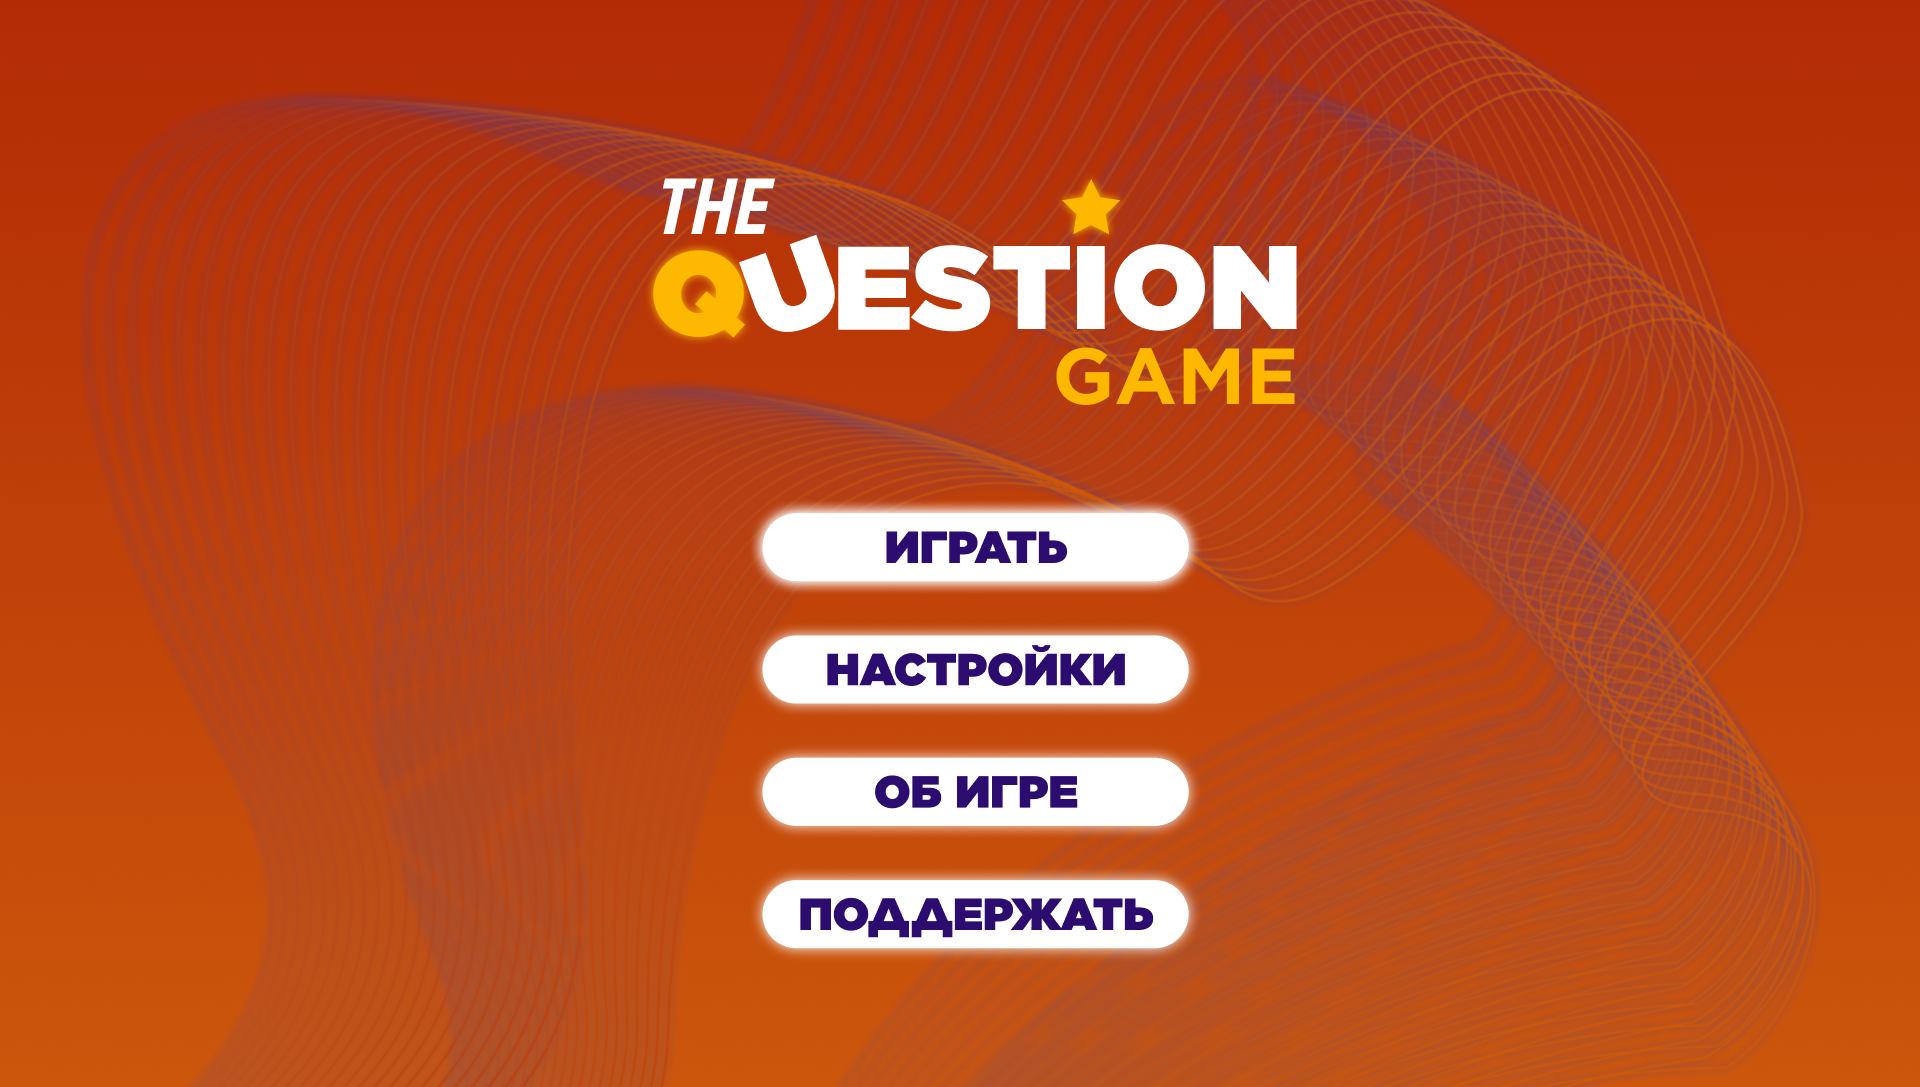 THE
QUESTION
GAME
ИГРАТЬ
НАСТРОЙКИ
ОБ ИГРЕ
ПОДДЕРЖАТЬ